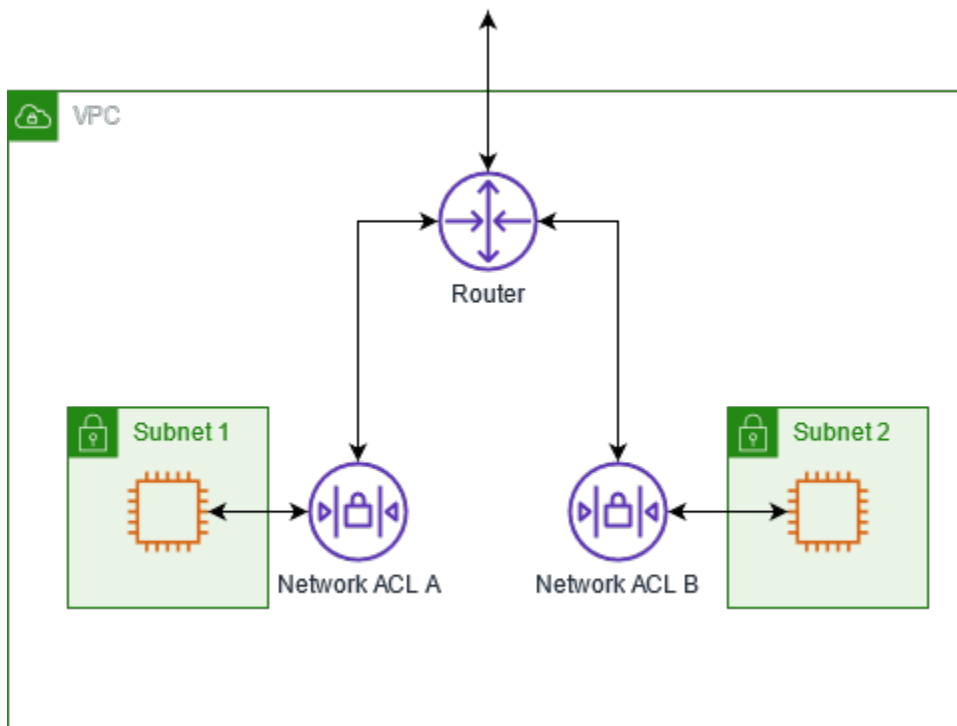 VPC
Router
Subnet 1
Subnet 2
Network ACL A
Network ACL B